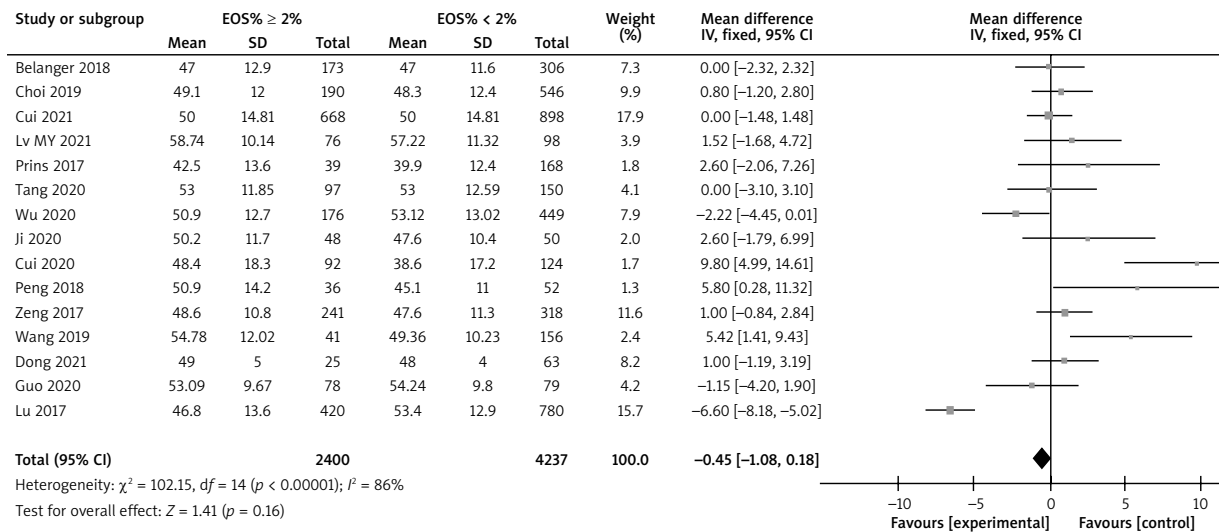 Study or subgroup EOS% ≥ 2% EOS% < 2% Weight Mean difference Mean difference
Mean SD Total Mean SD Total (%) IV, fixed, 95% CI IV, fixed, 95% CI
Belanger 2018 47 12.9 173 47 11.6 306 7.3 0.00 [–2.32, 2.32]
Choi 2019 49.1 12 190 48.3 12.4 546 9.9 0.80 [–1.20, 2.80]
Cui 2021 50 14.81 668 50 14.81 898 17.9 0.00 [–1.48, 1.48]
Lv MY 2021 58.74 10.14 76 57.22 11.32 98 3.9 1.52 [–1.68, 4.72]
Prins 2017 42.5 13.6 39 39.9 12.4 168 1.8 2.60 [–2.06, 7.26]
Tang 2020 53 11.85 97 53 12.59 150 4.1 0.00 [–3.10, 3.10]
Wu 2020 50.9 12.7 176 53.12 13.02 449 7.9 –2.22 [–4.45, 0.01]
Ji 2020 50.2 11.7 48 47.6 10.4 50 2.0 2.60 [–1.79, 6.99]
Cui 2020 48.4 18.3 92 38.6 17.2 124 1.7 9.80 [4.99, 14.61]
Peng 2018 50.9 14.2 36 45.1 11 52 1.3 5.80 [0.28, 11.32]
Zeng 2017 48.6 10.8 241 47.6 11.3 318 11.6 1.00 [–0.84, 2.84]
Wang 2019 54.78 12.02 41 49.36 10.23 156 2.4 5.42 [1.41, 9.43]
Dong 2021 49 5 25 48 4 63 8.2 1.00 [–1.19, 3.19]
Guo 2020 53.09 9.67 78 54.24 9.8 79 4.2 –1.15 [–4.20, 1.90]
Lu 2017 46.8 13.6 420 53.4 12.9 780 15.7 –6.60 [–8.18, –5.02]
Total (95% CI) 2400 4237 100.0 –0.45 [–1.08, 0.18]
Heterogeneity: χ² = 102.15, df = 14 (p < 0.00001); I² = 86%
Test for overall effect: Z = 1.41 (p = 0.16)
–10 –5 0 5 10
Favours [experimental] Favours [control]